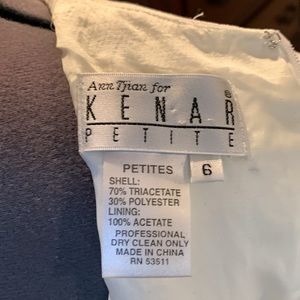 Ann Tjian for
KENAR®
PETITE
PETITES
6
SHELL:
70% TRIACETATE
30% POLYESTER
LINING:
100% ACETATE
PROFESSIONAL
DRY CLEAN ONLY
MADE IN CHINA
RN 53511